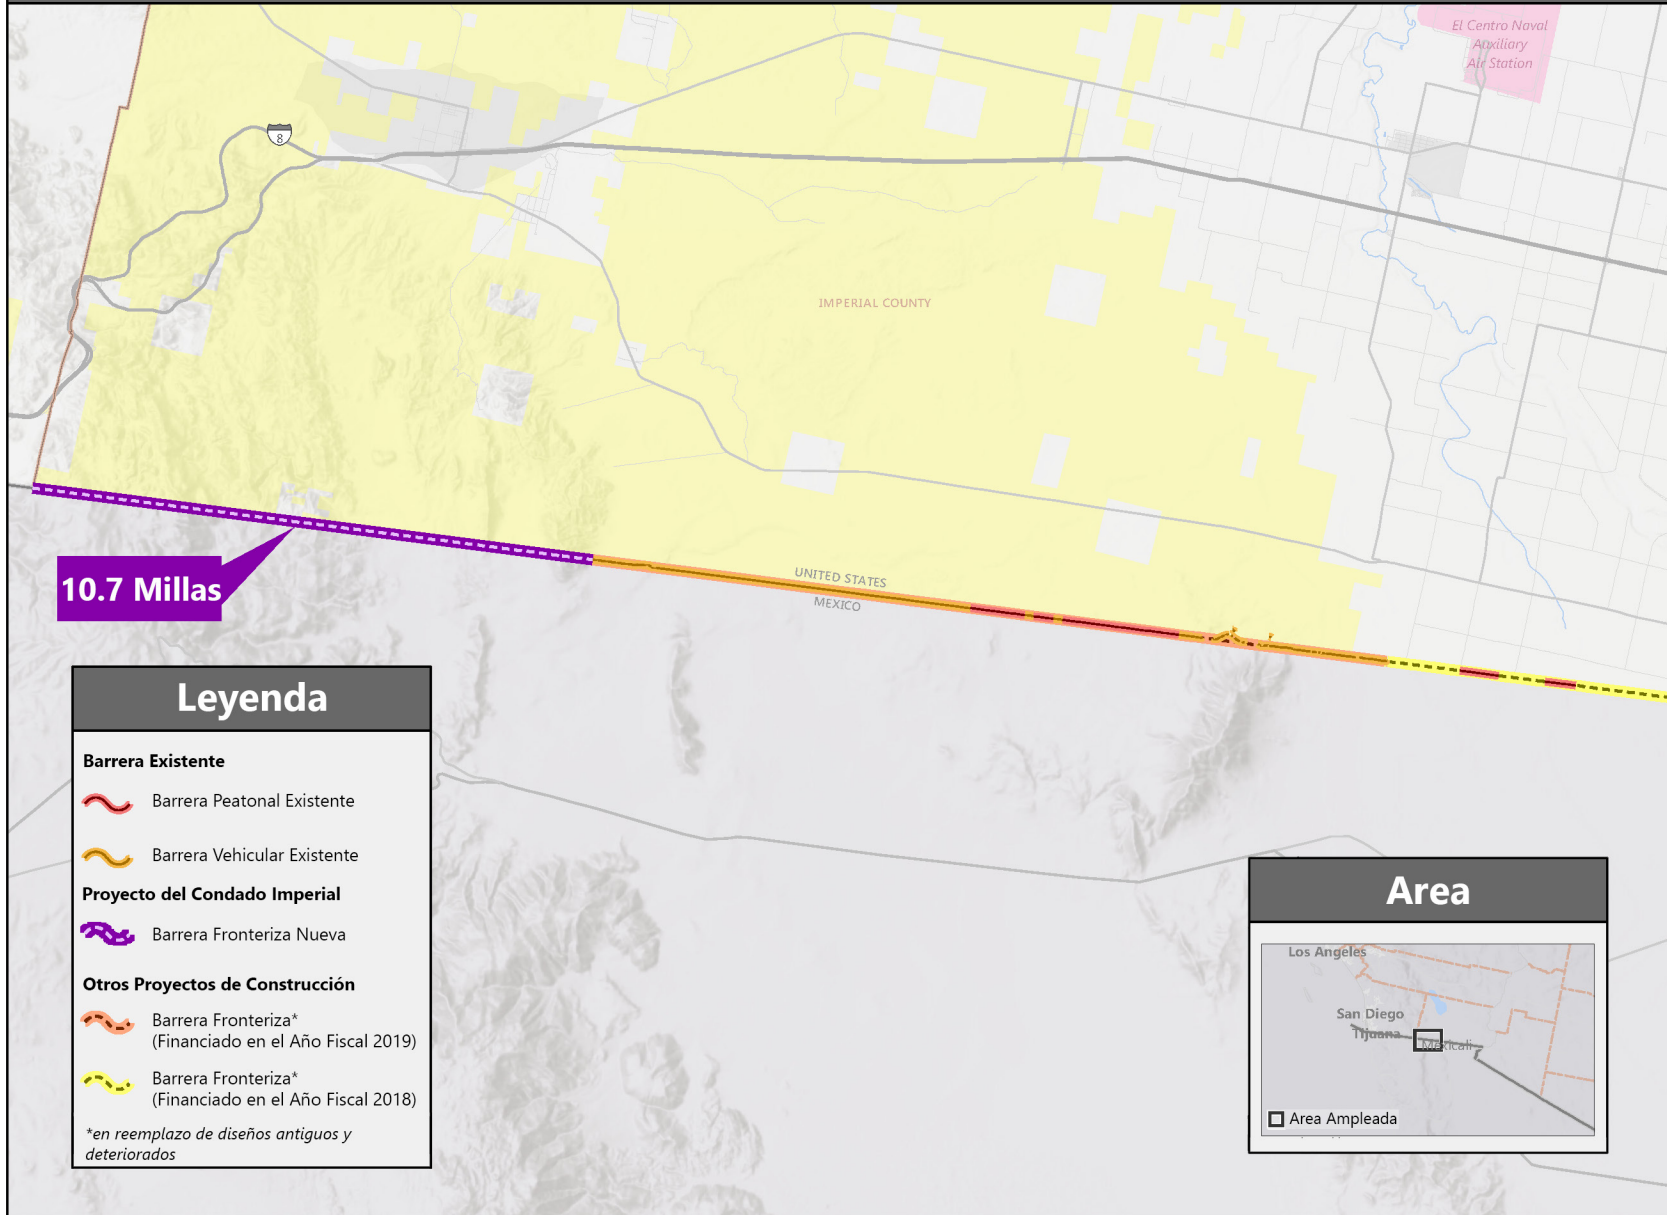 El Centro Naval
Auxiliary
Air Station
8
IMPERIAL COUNTY
UNITED STATES
MEXICO
10.7 Millas
Leyenda
Barrera Existente
Barrera Peatonal Existente
Barrera Vehicular Existente
Proyecto del Condado Imperial
Barrera Fronteriza Nueva
Otros Proyectos de Construcción
Barrera Fronteriza*
(Financiado en el Año Fiscal 2019)
Barrera Fronteriza*
(Financiado en el Año Fiscal 2018)
*en reemplazo de diseños antiguos y
deteriorados
Area
Los Angeles
San Diego
Tijuana
Mexicali
Area Ampleada